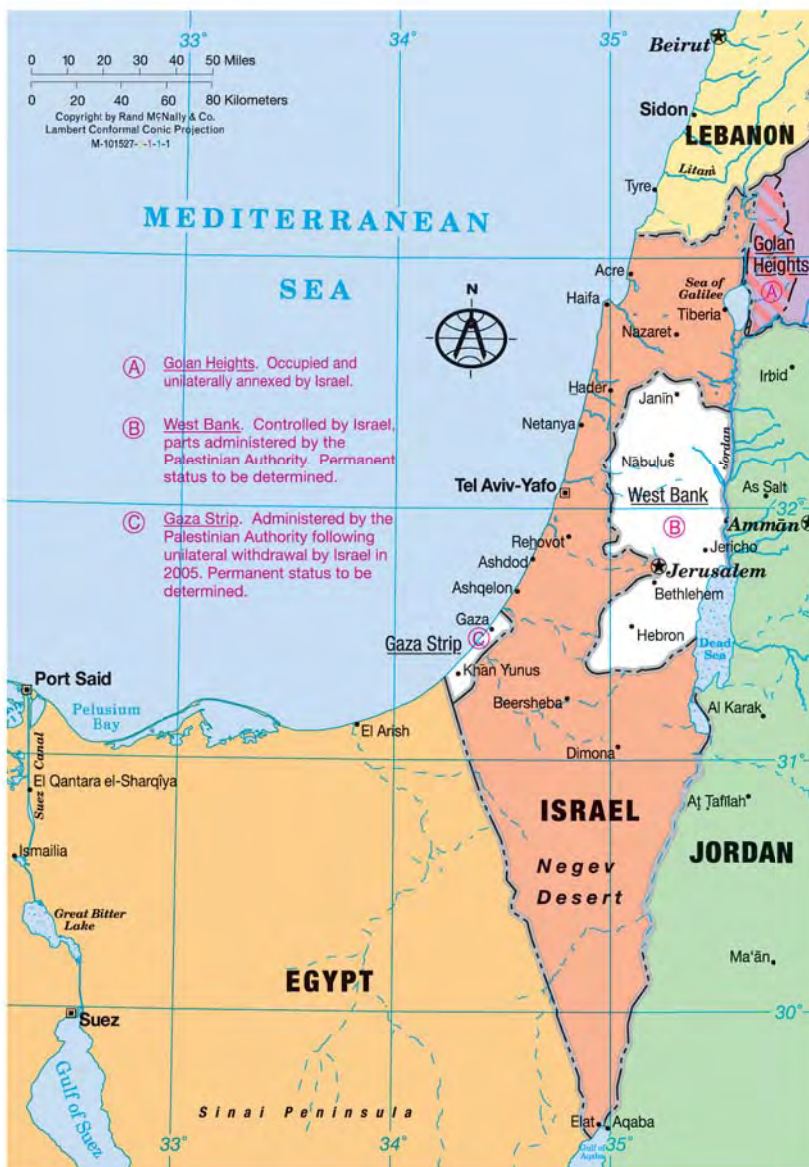 33°
34°
35°
0 10 20 30 40 50 Miles
0 20 40 60 80 Kilometers
Copyright by Rand McNally & Co.
Lambert Conformal Conic Projection
M-101527- -1-1-1
Beirut
Sidon
LEBANON
Litani
Tyre
MEDITERRANEAN
SEA
Golan
Heights
A
Acre
Sea of
Galilee
Haifa
Tiberia
Nazaret
N
A Golan Heights. Occupied and
unilaterally annexed by Israel.
Irbid
Hader
Janīn
B West Bank. Controlled by Israel,
parts administered by the
Palestinian Authority. Permanent
status to be determined.
Netanya
Jordan
Nābulus
Tel Aviv-Yafo
West Bank
As Salt
32°
B
'Ammān
C Gaza Strip. Administered by the
Palestinian Authority following
unilateral withdrawal by Israel in
2005. Permanent status to be
determined.
Rehovot
Jericho
Ashdod
Jerusalem
Ashqelon
Bethlehem
Gaza
Gaza Strip
C
Hebron
Dead
Sea
Khān Yunus
Port Said
Pelusium
Bay
Beersheba
Al Karak
El Arish
Dimona
31°
Suez Canal
El Qantara el-Sharqîya
Aţ Ţafīlah
ISRAEL
Ismailia
JORDAN
Negev
Desert
Great Bitter
Lake
Ma'ān
EGYPT
30°
Suez
Gulf of Suez
Sinai Peninsula
Elat
Aqaba
Gulf of
Aqaba
33°
34°
35°